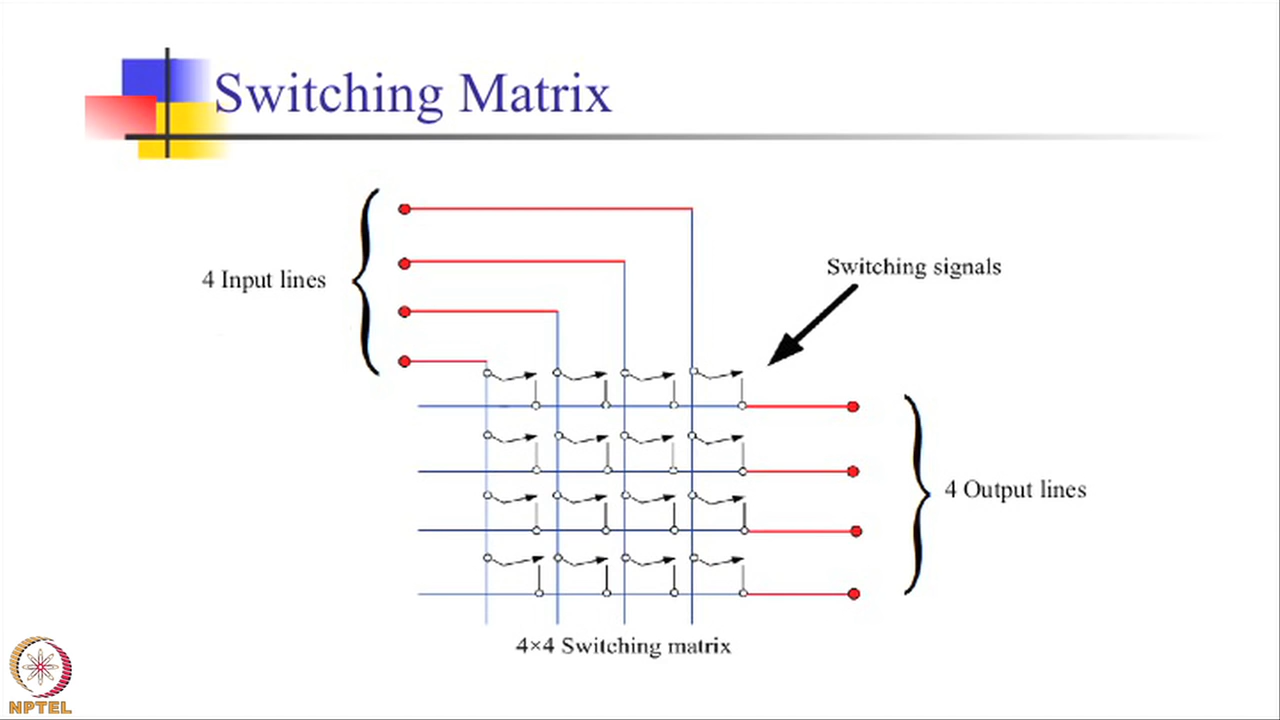 Switching Matrix
4 Input lines
Switching signals
4 Output lines
4×4 Switching matrix
NPTEL